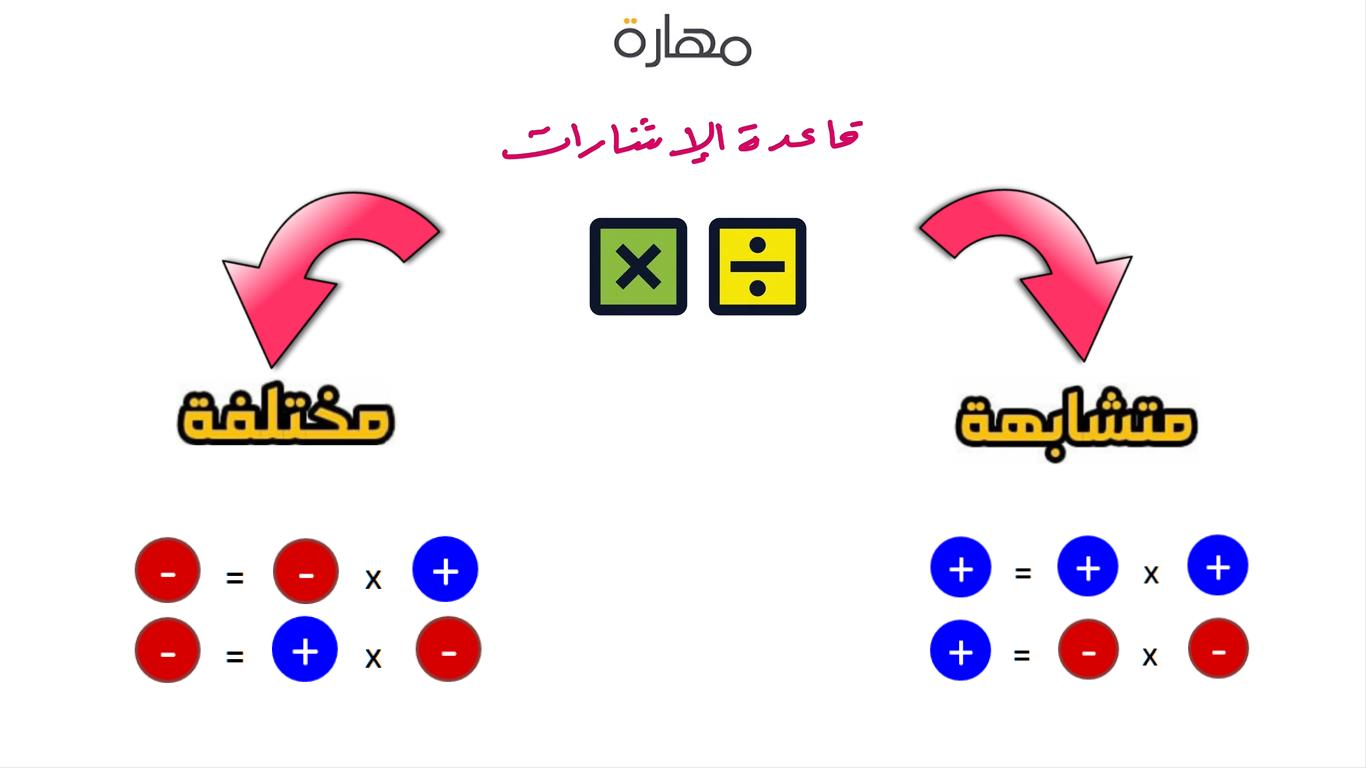 مهارة
قاعدة الإشارات
× ÷
متشابهة
مختلفة
+ x + = +
- x - = +
+ x - = -
- x + = -